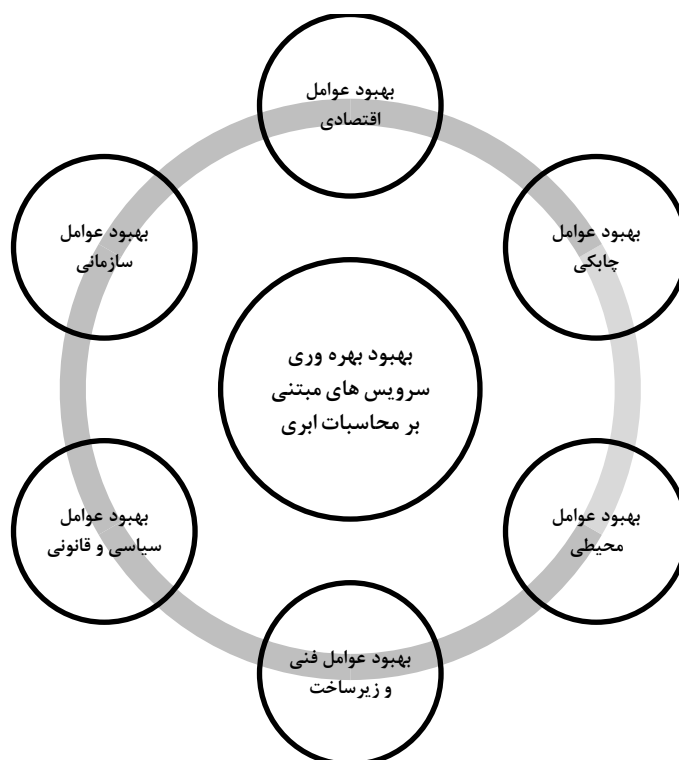 بهبود عوامل
اقتصادی
بهبود عوامل
چابکی
بهبود عوامل
محیطی
بهبود عوامل فنی
و زیرساخت
بهبود عوامل
سیاسی و قانونی
بهبود عوامل
سازمانی
بهبود بهره وری
سرویس های مبتنی
بر محاسبات ابری